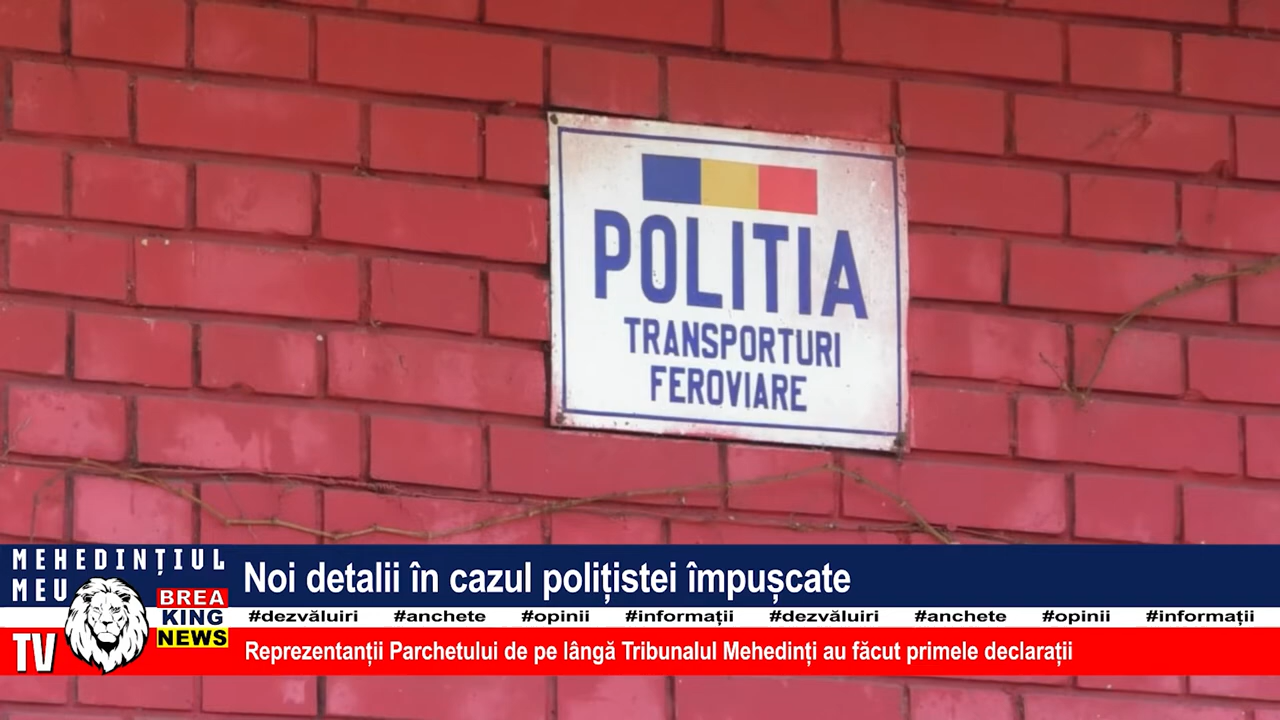 POLITIA
TRANSPORTURI
FEROVIARE
MEHEDINȚIUL
MEU
TV
BREA
KING
NEWS
Noi detalii în cazul polițistei împușcate
#dezvăluiri #anchete #opinii #informații #dezvăluiri #anchete #opinii #informații
Reprezentanții Parchetului de pe lângă Tribunalul Mehedinți au făcut primele declarații